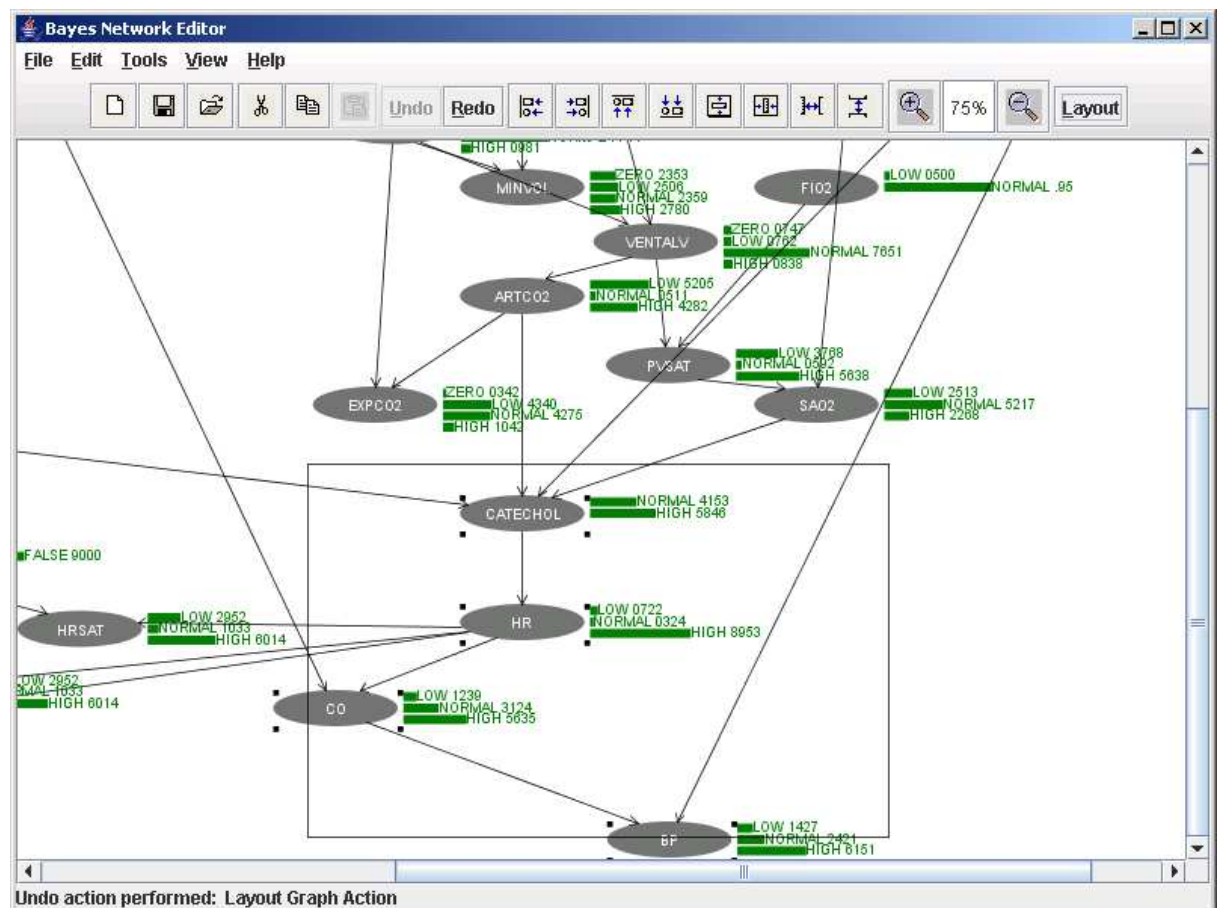 Bayes Network Editor
File Edit Tools View Help
Undo Redo 75% Layout
HIGH 0981
MINVOL
ZERO 2353
LOW 2506
NORMAL 2359
HIGH 2780
FIO2
LOW 0500
NORMAL .95
VENTALV
ZERO 0747
LOW 0762
NORMAL 7651
HIGH 0838
ARTCO2
LOW 5205
NORMAL 0511
HIGH 4282
PVSAT
LOW 3768
NORMAL 0592
HIGH 5638
EXPCO2
ZERO 0342
LOW 4340
NORMAL 4275
HIGH 1042
SAO2
LOW 2513
NORMAL 5217
HIGH 2268
CATECHOL
NORMAL 4153
HIGH 5846
FALSE 9000
HRSAT
LOW 2952
NORMAL 1033
HIGH 6014
HR
LOW 0722
NORMAL 0324
HIGH 8953
LOW 2952
RMAL 1033
HIGH 6014
CO
LOW 1239
NORMAL 3124
HIGH 5635
BP
LOW 1427
NORMAL 2421
HIGH 6151
Undo action performed: Layout Graph Action